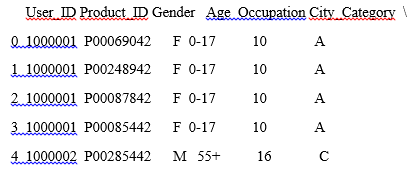 User_ID Product_ID Gender Age Occupation City_Category \
0 1000001 P00069042 F 0-17 10 A
1 1000001 P00248942 F 0-17 10 A
2 1000001 P00087842 F 0-17 10 A
3 1000001 P00085442 F 0-17 10 A
4 1000002 P00285442 M 55+ 16 C